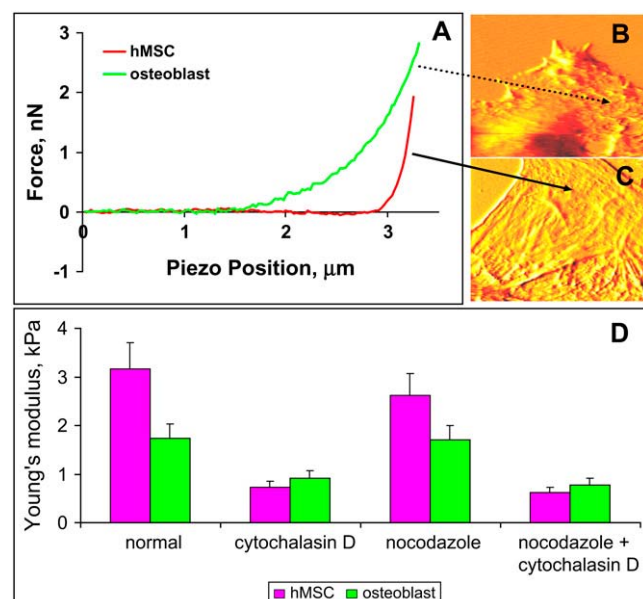 A
hMSC
osteoblast
3
2
1
0
-1
0
1
2
3
Force, nN
Piezo Position, μm
B
C
D
Young's modulus, kPa
4
3
2
1
0
normal
cytochalasin D
nocodazole
nocodazole +
cytochalasin D
hMSC
osteoblast